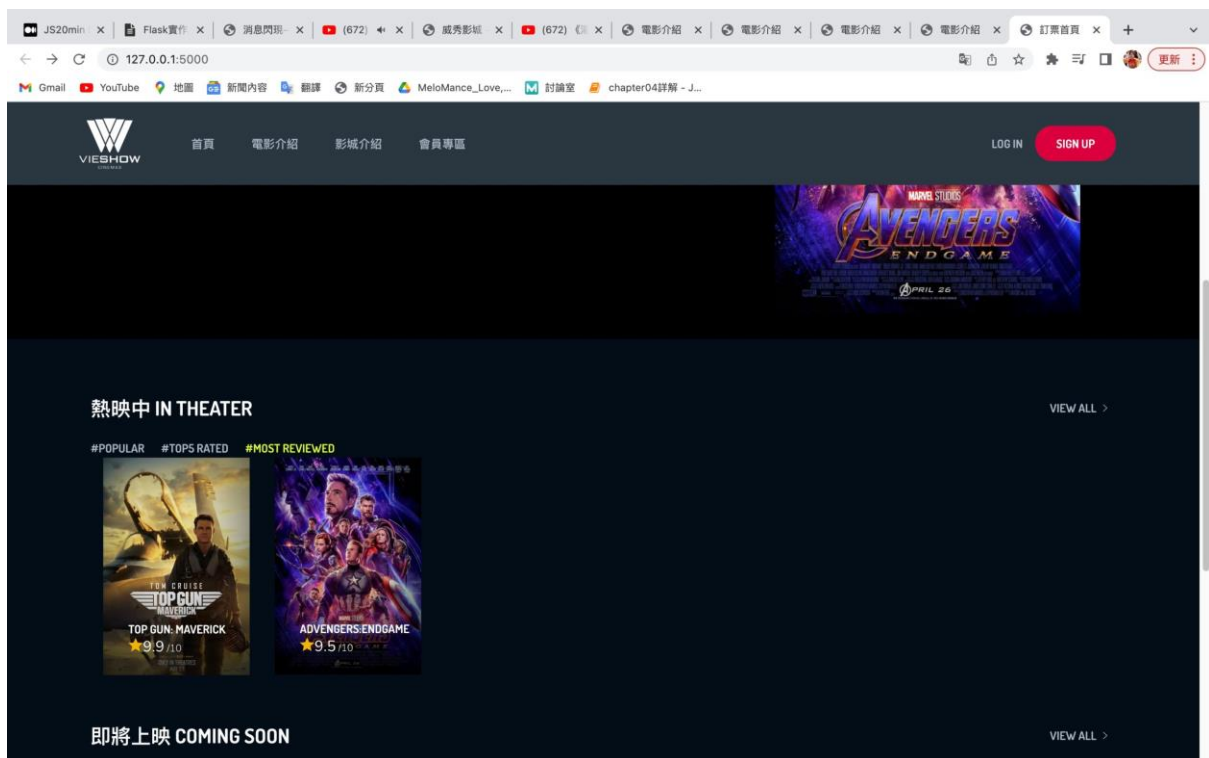 JS20min
Flask實作
消息閃現-
(672)
威秀影城
(672)
電影介紹
電影介紹
電影介紹
電影介紹
訂票首頁
127.0.0.1:5000
更新
Gmail
YouTube
地圖
新聞內容
翻譯
新分頁
MeloMance_Love,...
討論室
chapter04詳解 - J...
VIESHOW
CINEMAS
首頁
電影介紹
影城介紹
會員專區
LOG IN
SIGN UP
MARVEL STUDIOS
AVENGERS
ENDGAME
APRIL 26
熱映中 IN THEATER
VIEW ALL >
#POPULAR #TOP5 RATED #MOST REVIEWED
TOM CRUISE
TOP GUN
MAVERICK
TOP GUN: MAVERICK
9.9 /10
ADVENGERS:ENDGAME
9.5 /10
即將上映 COMING SOON
VIEW ALL >